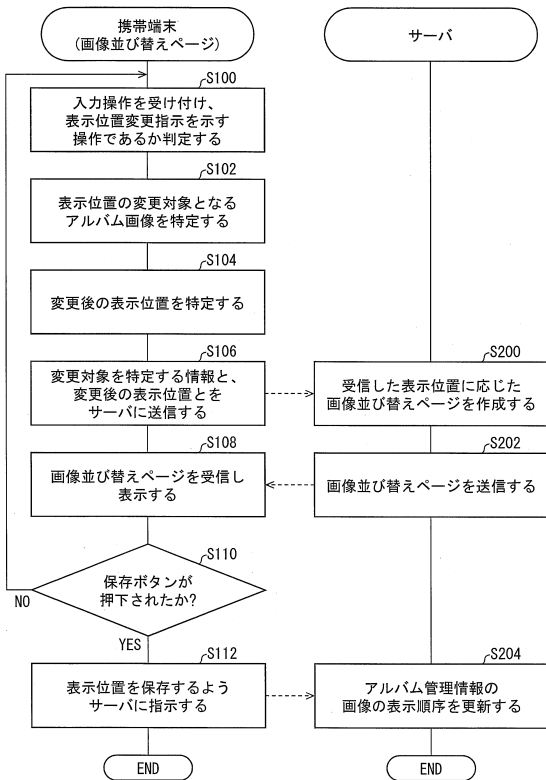 携帯端末
(画像並び替えページ)
サーバ
S100
入力操作を受け付け、
表示位置変更指示を示す
操作であるか判定する
S102
表示位置の変更対象となる
アルバム画像を特定する
S104
変更後の表示位置を特定する
S106
変更対象を特定する情報と、
変更後の表示位置とを
サーバに送信する
S200
受信した表示位置に応じた
画像並び替えページを作成する
S108
画像並び替えページを受信し
表示する
S202
画像並び替えページを送信する
S110
保存ボタンが
押下されたか?
NO
YES
S112
表示位置を保存するよう
サーバに指示する
S204
アルバム管理情報の
画像の表示順序を更新する
END
END